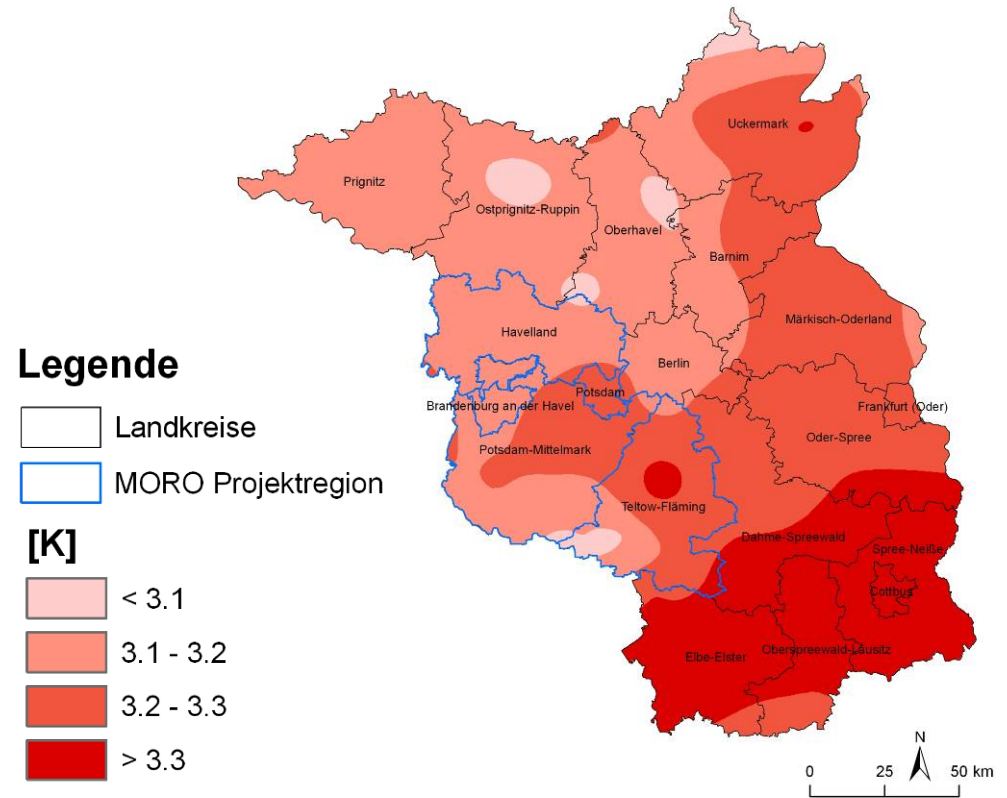 Uckermark
Prignitz
Ostprignitz-Ruppin
Oberhavel
Barnim
Havelland
Märkisch-Oderland
Berlin
Potsdam
Brandenburg an der Havel
Frankfurt (Oder)
Oder-Spree
Potsdam-Mittelmark
Teltow-Fläming
Dahme-Spreewald
Spree-Neiße
Cottbus
Elbe-Elster
Oberspreewald-Lausitz
Legende
Landkreise
MORO Projektregion
[K]
< 3.1
3.1 - 3.2
3.2 - 3.3
> 3.3
N
0 25 50 km